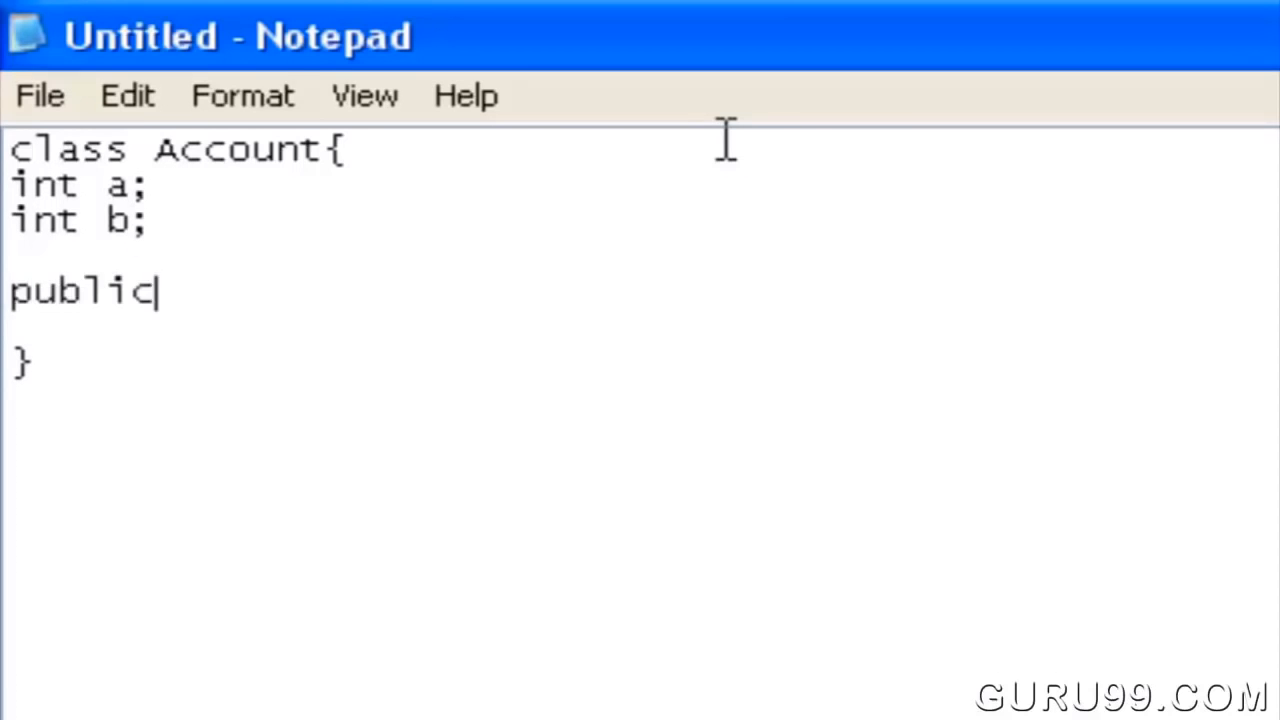 Untitled - Notepad
File Edit Format View Help
class Account{
int a;
int b;
public
}
GURU99.COM